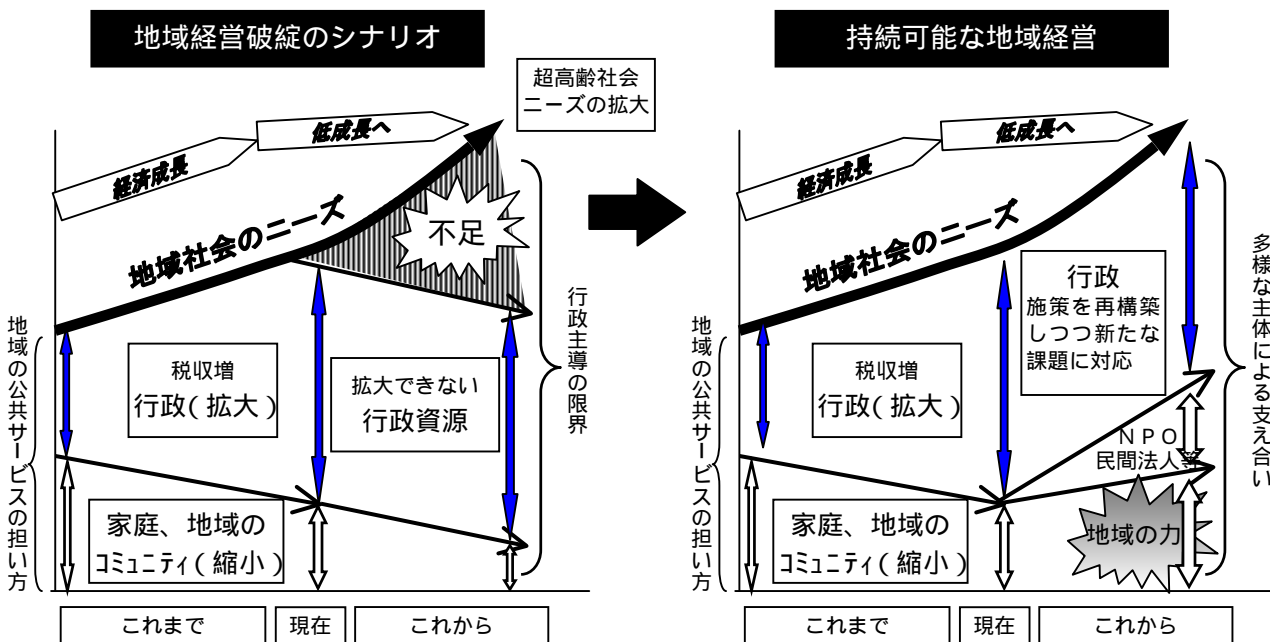 地域経営破綻のシナリオ
超高齢社会
ニーズの拡大
経済成長
低成長へ
地域社会のニーズ
不足
地域の公共サービスの担い方
税収増
行政(拡大)
拡大できない
行政資源
行政主導の限界
家庭、地域の
コミュニティ(縮小)
これまで
現在
これから
持続可能な地域経営
経済成長
低成長へ
地域社会のニーズ
行政
施策を再構築
しつつ新たな
課題に対応
地域の公共サービスの担い方
税収増
行政(拡大)
NPO
民間法人等
多様な主体による支え合い
家庭、地域の
コミュニティ(縮小)
地域の力
これまで
現在
これから